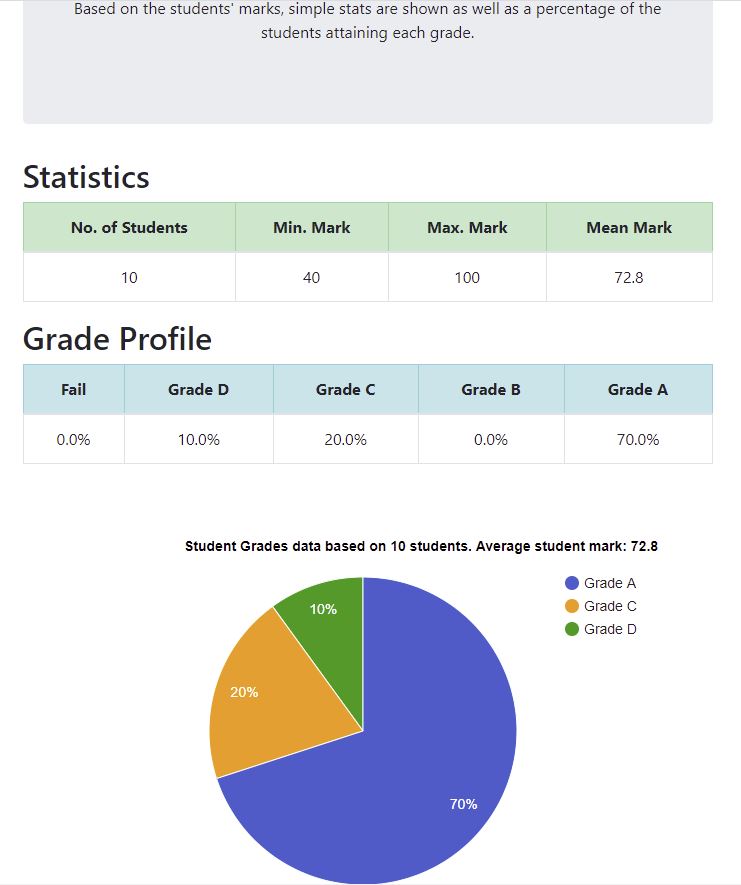 Based on the students' marks, simple stats are shown as well as a percentage of the
students attaining each grade.
Statistics
No. of Students Min. Mark Max. Mark Mean Mark
10 40 100 72.8
Grade Profile
Fail Grade D Grade C Grade B Grade A
0.0% 10.0% 20.0% 0.0% 70.0%
Student Grades data based on 10 students. Average student mark: 72.8
Grade A
Grade C
Grade D
10%
20%
70%